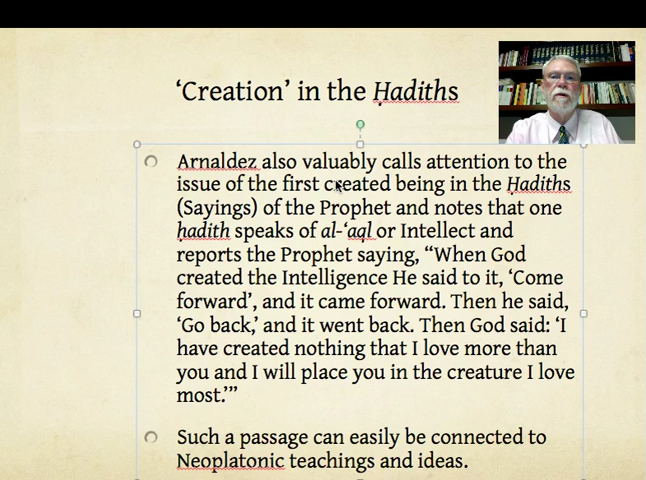 ‘Creation’ in the Ḥadiths
Arnaldez also valuably calls attention to the
issue of the first created being in the Ḥadiths
(Sayings) of the Prophet and notes that one
ḥadith speaks of al-‘aql or Intellect and
reports the Prophet saying, “When God
created the Intelligence He said to it, ‘Come
forward’, and it came forward. Then he said,
‘Go back,’ and it went back. Then God said: ‘I
have created nothing that I love more than
you and I will place you in the creature I love
most.’”
Such a passage can easily be connected to
Neoplatonic teachings and ideas.